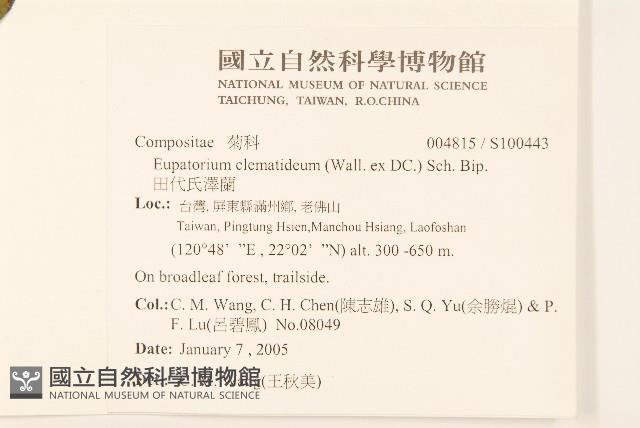 國立自然科學博物館
NATIONAL MUSEUM OF NATURAL SCIENCE
TAICHUNG, TAIWAN, R.O.CHINA
Compositae 菊科 004815 / S100443
Eupatorium clematideum (Wall. ex DC.) Sch. Bip.
田代氏澤蘭
Loc.: 台灣, 屏東縣滿州鄉, 老佛山
Taiwan, Pingtung Hsien,Manchou Hsiang, Laofoshan
(120°48’ ”E , 22°02’ ”N) alt. 300 -650 m.
On broadleaf forest, trailside.
Col.: C. M. Wang, C. H. Chen(陳志雄), S. Q. Yu(余勝焜) & P.
F. Lu(呂碧鳳) No.08049
Date: January 7 , 2005
(王秋美)
國立自然科學博物館
NATIONAL MUSEUM OF NATURAL SCIENCE